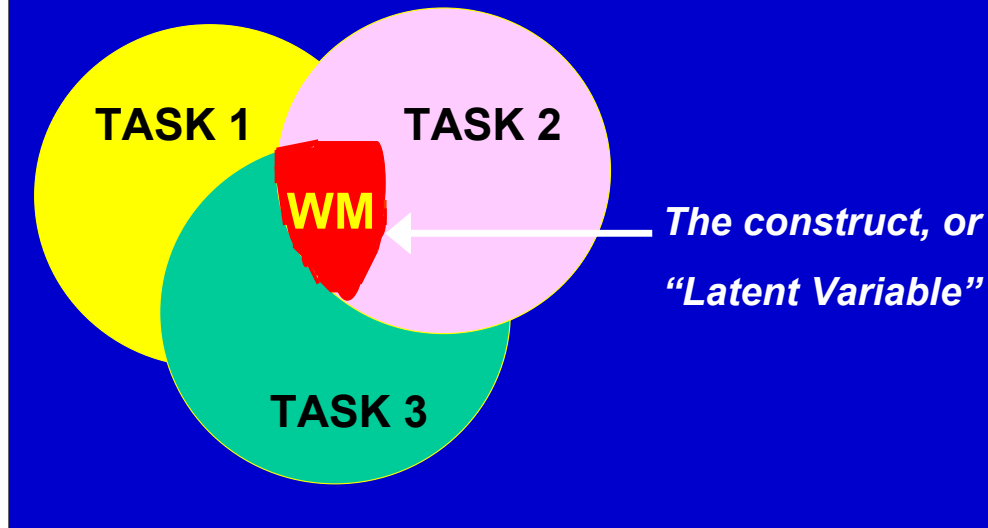 TASK 1
TASK 2
WM
The construct, or
“Latent Variable”
TASK 3